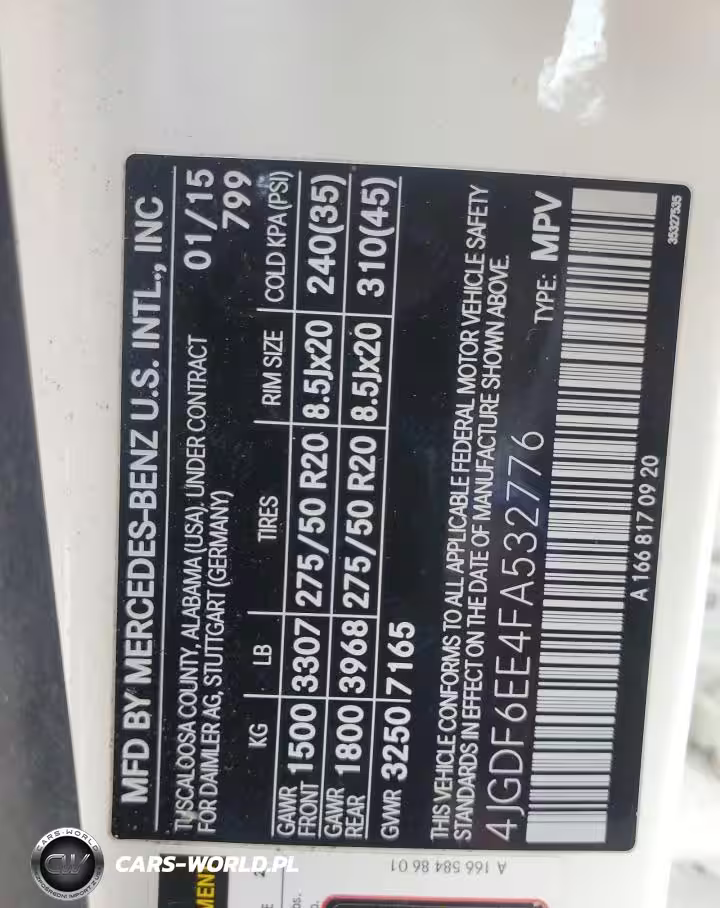 MFD BY MERCEDES-BENZ U.S. INTL., INC
TUSCALOOSA COUNTY, ALABAMA (USA), UNDER CONTRACT 01/15
FOR DAIMLER AG, STUTTGART (GERMANY) 799
KG LB TIRES RIM SIZE COLD KPA (PSI)
GAWR FRONT 1500 3307 275/50 R20 8.5Jx20 240(35)
GAWR REAR 1800 3968 275/50 R20 8.5Jx20 310(45)
GVWR 3250 7165
THIS VEHICLE CONFORMS TO ALL APPLICABLE FEDERAL MOTOR VEHICLE SAFETY
STANDARDS IN EFFECT ON THE DATE OF MANUFACTURE SHOWN ABOVE.
4JGDF6EE4FA532776 TYPE: MPV
A 166 817 09 20
35327535
A 166 584 86 01
CARS-WORLD
CW
CARS-WORLD.PL